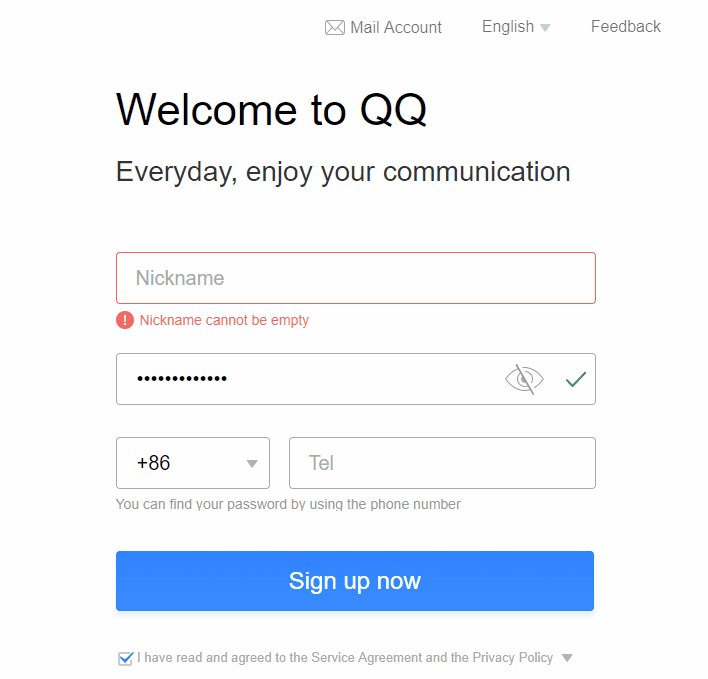 Mail Account English Feedback
Welcome to QQ
Everyday, enjoy your communication
Nickname
Nickname cannot be empty
•••••••••••••
+86 Tel
You can find your password by using the phone number
Sign up now
I have read and agreed to the Service Agreement and the Privacy Policy